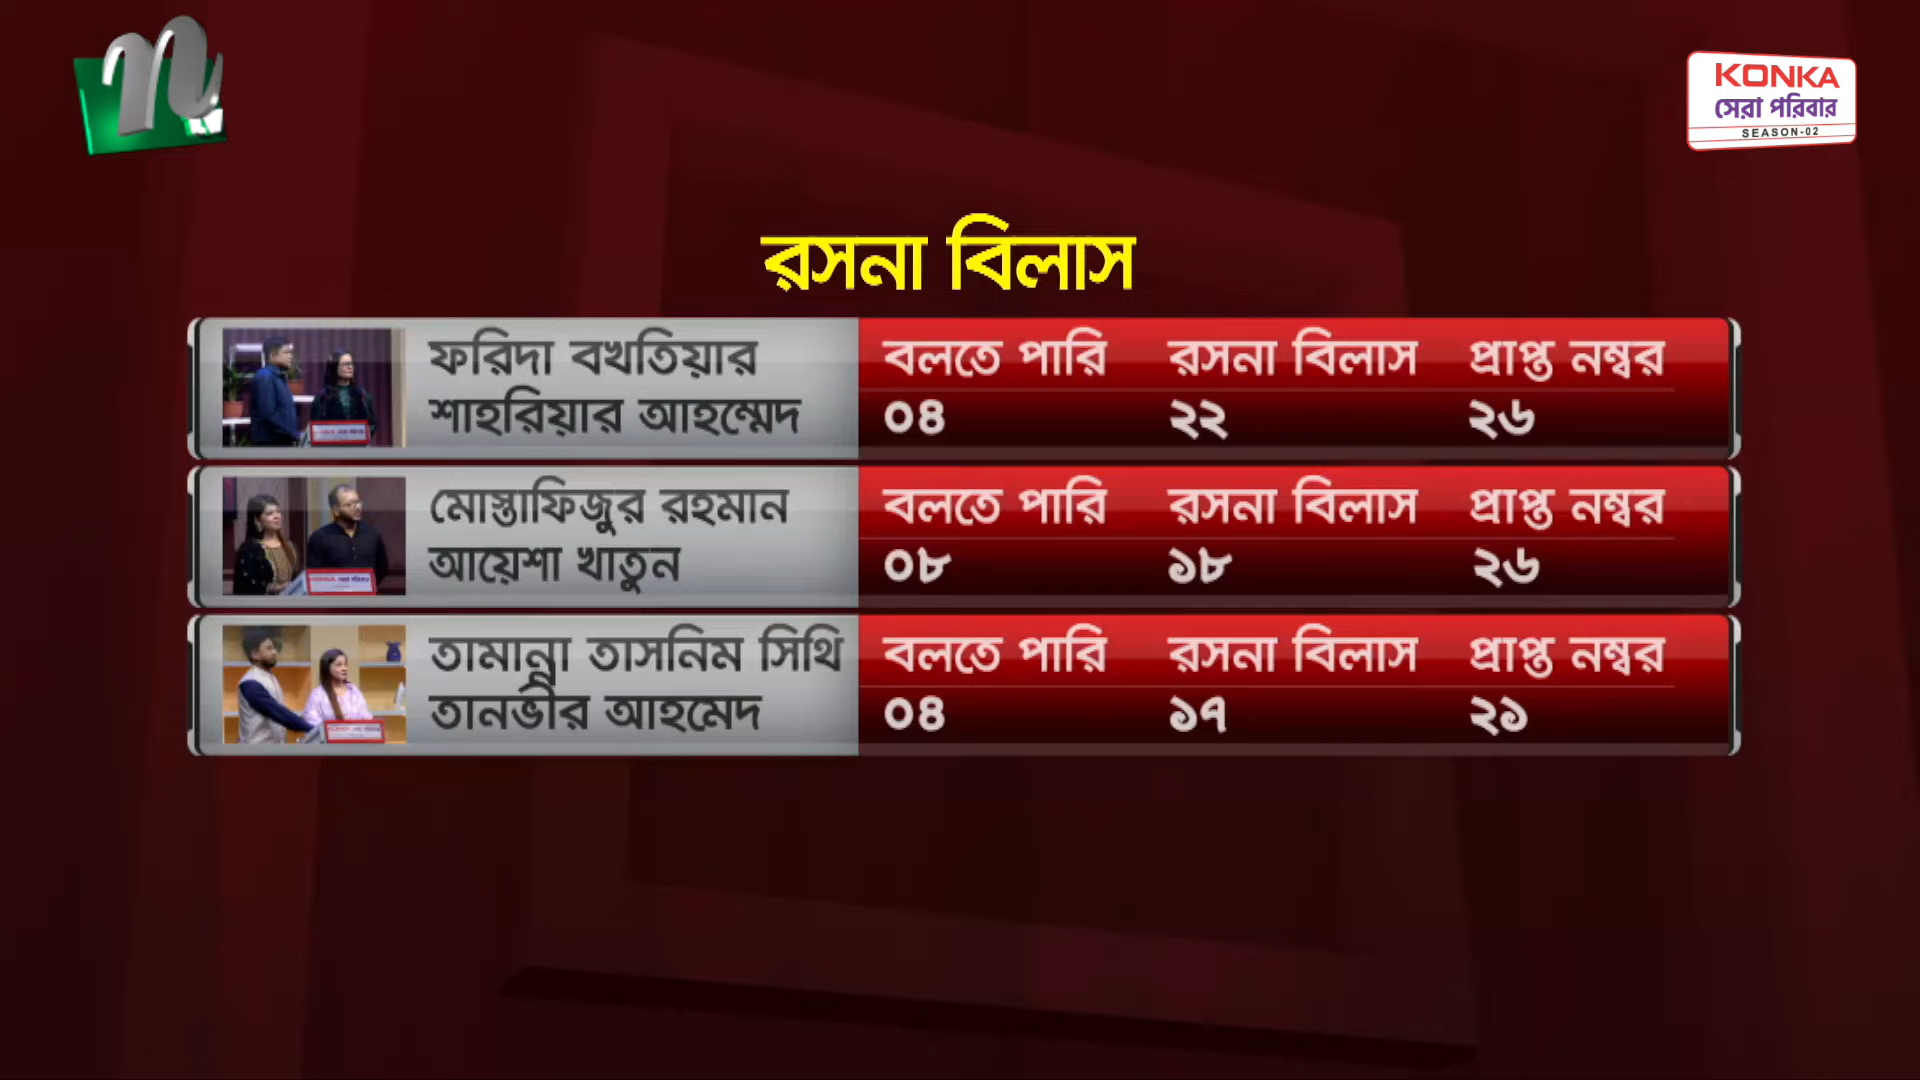 KONKA
সেরা পরিবার
SEASON-02
রসনা বিলাস
ফরিদা বখতিয়ার
শাহরিয়ার আহম্মেদ
বলতে পারি রসনা বিলাস প্রাপ্ত নম্বর
০৪ ২২ ২৬
মোস্তাফিজুর রহমান
আয়েশা খাতুন
বলতে পারি রসনা বিলাস প্রাপ্ত নম্বর
০৮ ১৮ ২৬
তামান্না তাসনিম সিথি
তানভীর আহমেদ
বলতে পারি রসনা বিলাস প্রাপ্ত নম্বর
০৪ ১৭ ২১